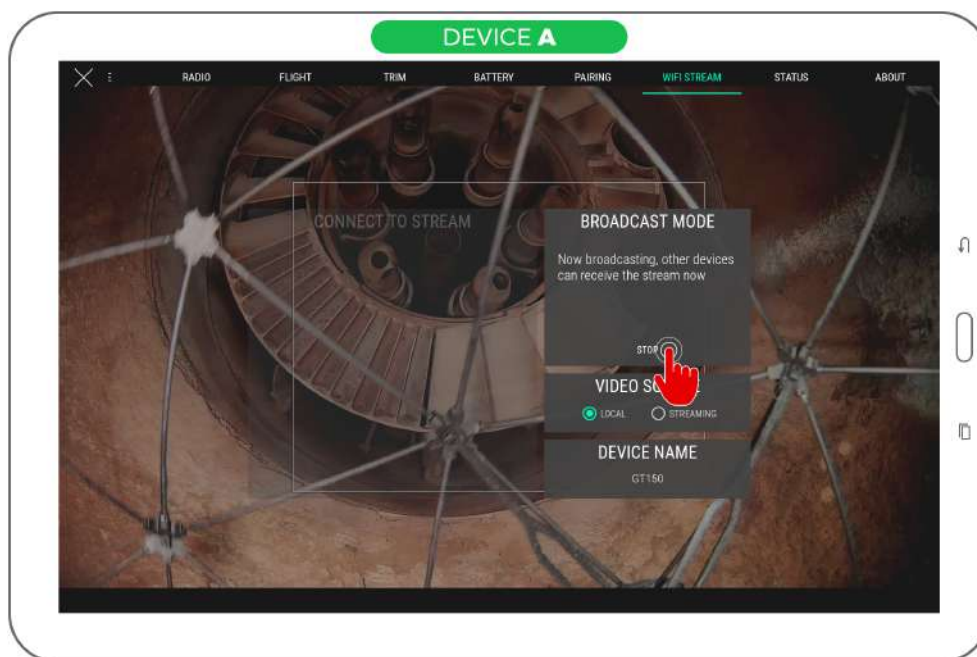 DEVICE A
RADIO FLIGHT TRIM BATTERY PAIRING WIFI STREAM STATUS ABOUT
CONNECT TO STREAM
BROADCAST MODE
Now broadcasting, other devices
can receive the stream now
STOP
VIDEO
LOCAL STREAMING
DEVICE NAME
GT150